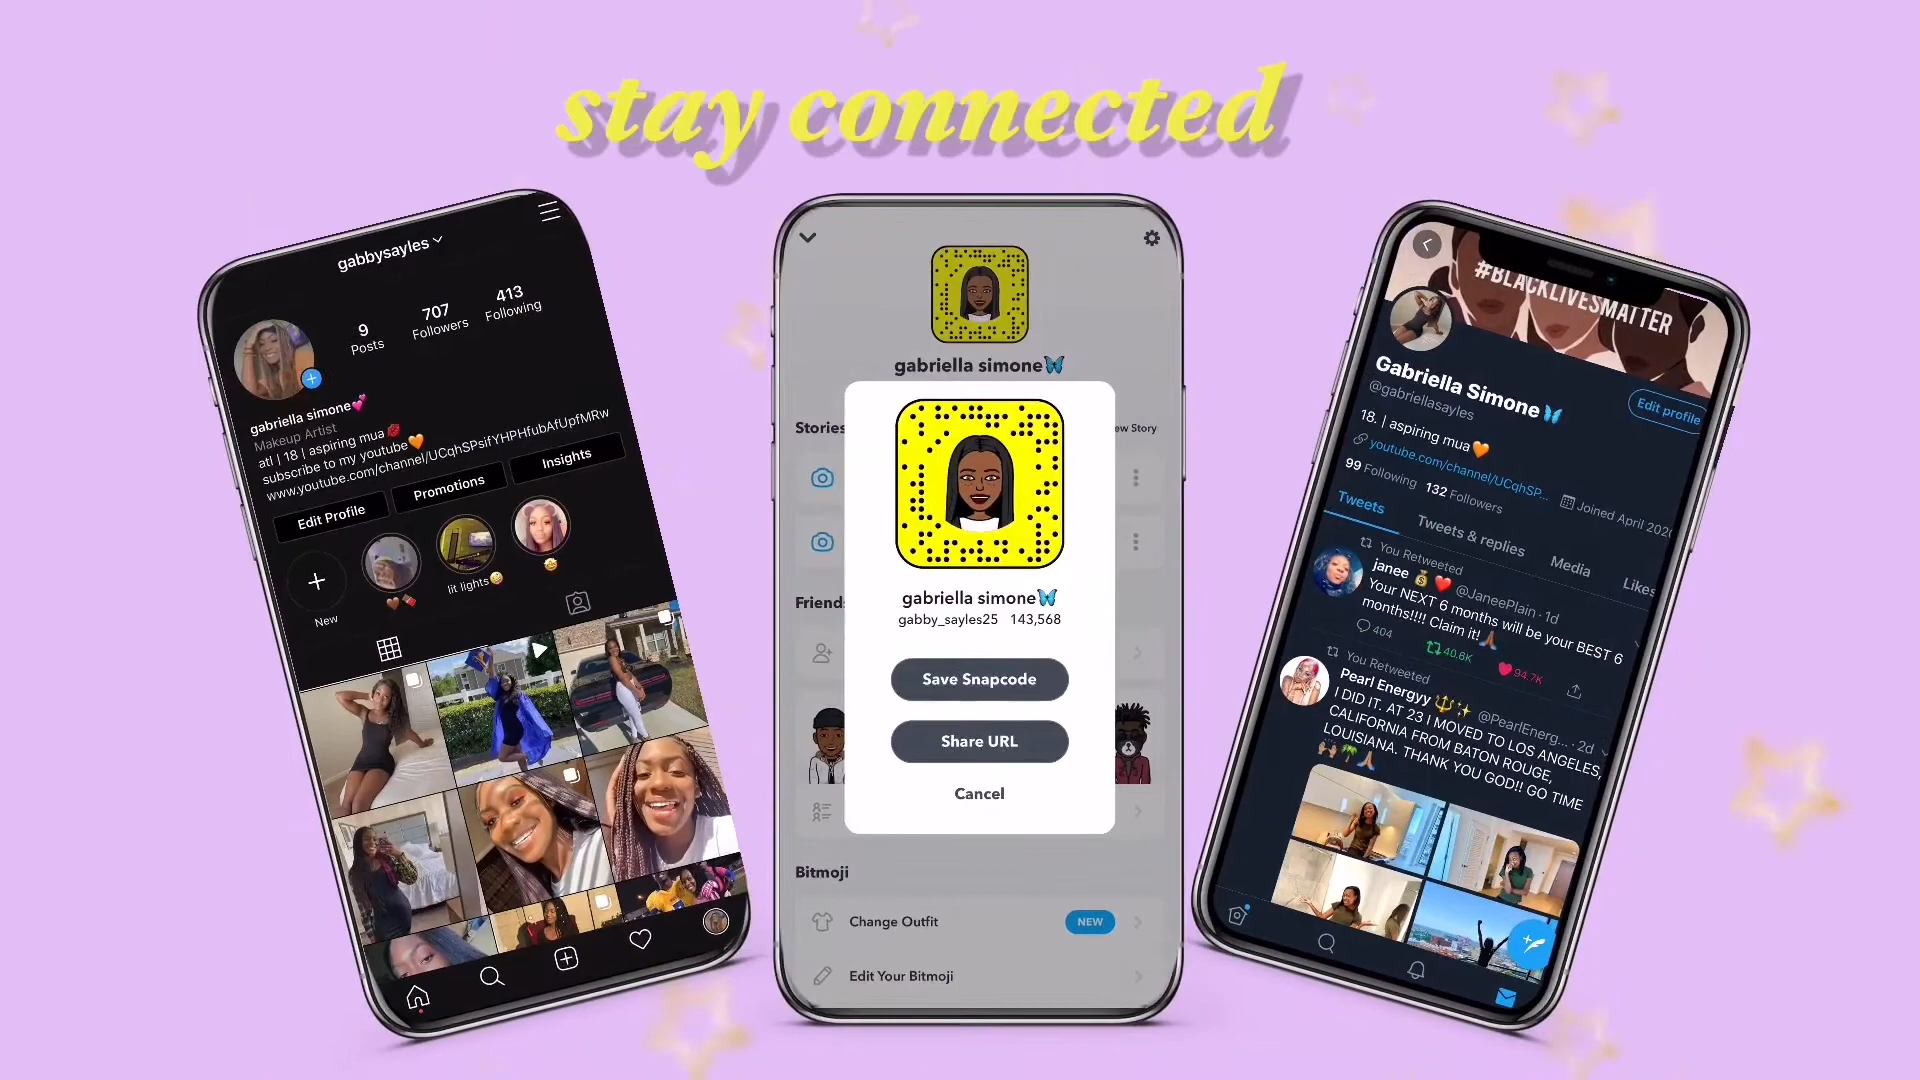 stay connected
gabbysayles
9
Posts
707
Followers
413
Following
gabriella simone💕
Makeup Artist
atl | 18 | aspiring mua💋
subscribe to my youtube🧡
www.youtube.com/channel/UCqhSPsifYHPHfubAfUpfMRw
Edit Profile
Promotions
Insights
New
🤎🍫
lit lights🤪
🤩
gabriella simone🦋
Stories
ew Story
gabriella simone🦋
gabby_sayles25 143,568
Friend
Save Snapcode
Share URL
Cancel
Bitmoji
Change Outfit
NEW
Edit Your Bitmoji
#BLACKLIVESMATTER
Gabriella Simone🦋
@gabriellasayles
Edit profile
18. | aspiring mua🧡
youtube.com/channel/UCqhSP...
Joined April 2020
99 Following 132 Followers
Tweets
Tweets & replies
Media
Likes
You Retweeted
janee 💰❤️ @JaneePlain · 1d
Your NEXT 6 months will be your BEST 6
months!!!! Claim it!🙏🏾
404
40.6K
94.7K
You Retweeted
Pearl Energyy 🔱✨ @PearlEnerg... · 2d
I DID IT. AT 23 I MOVED TO LOS ANGELES,
CALIFORNIA FROM BATON ROUGE,
LOUISIANA. THANK YOU GOD!! GO TIME
🙌🏽🌴🙏🏽